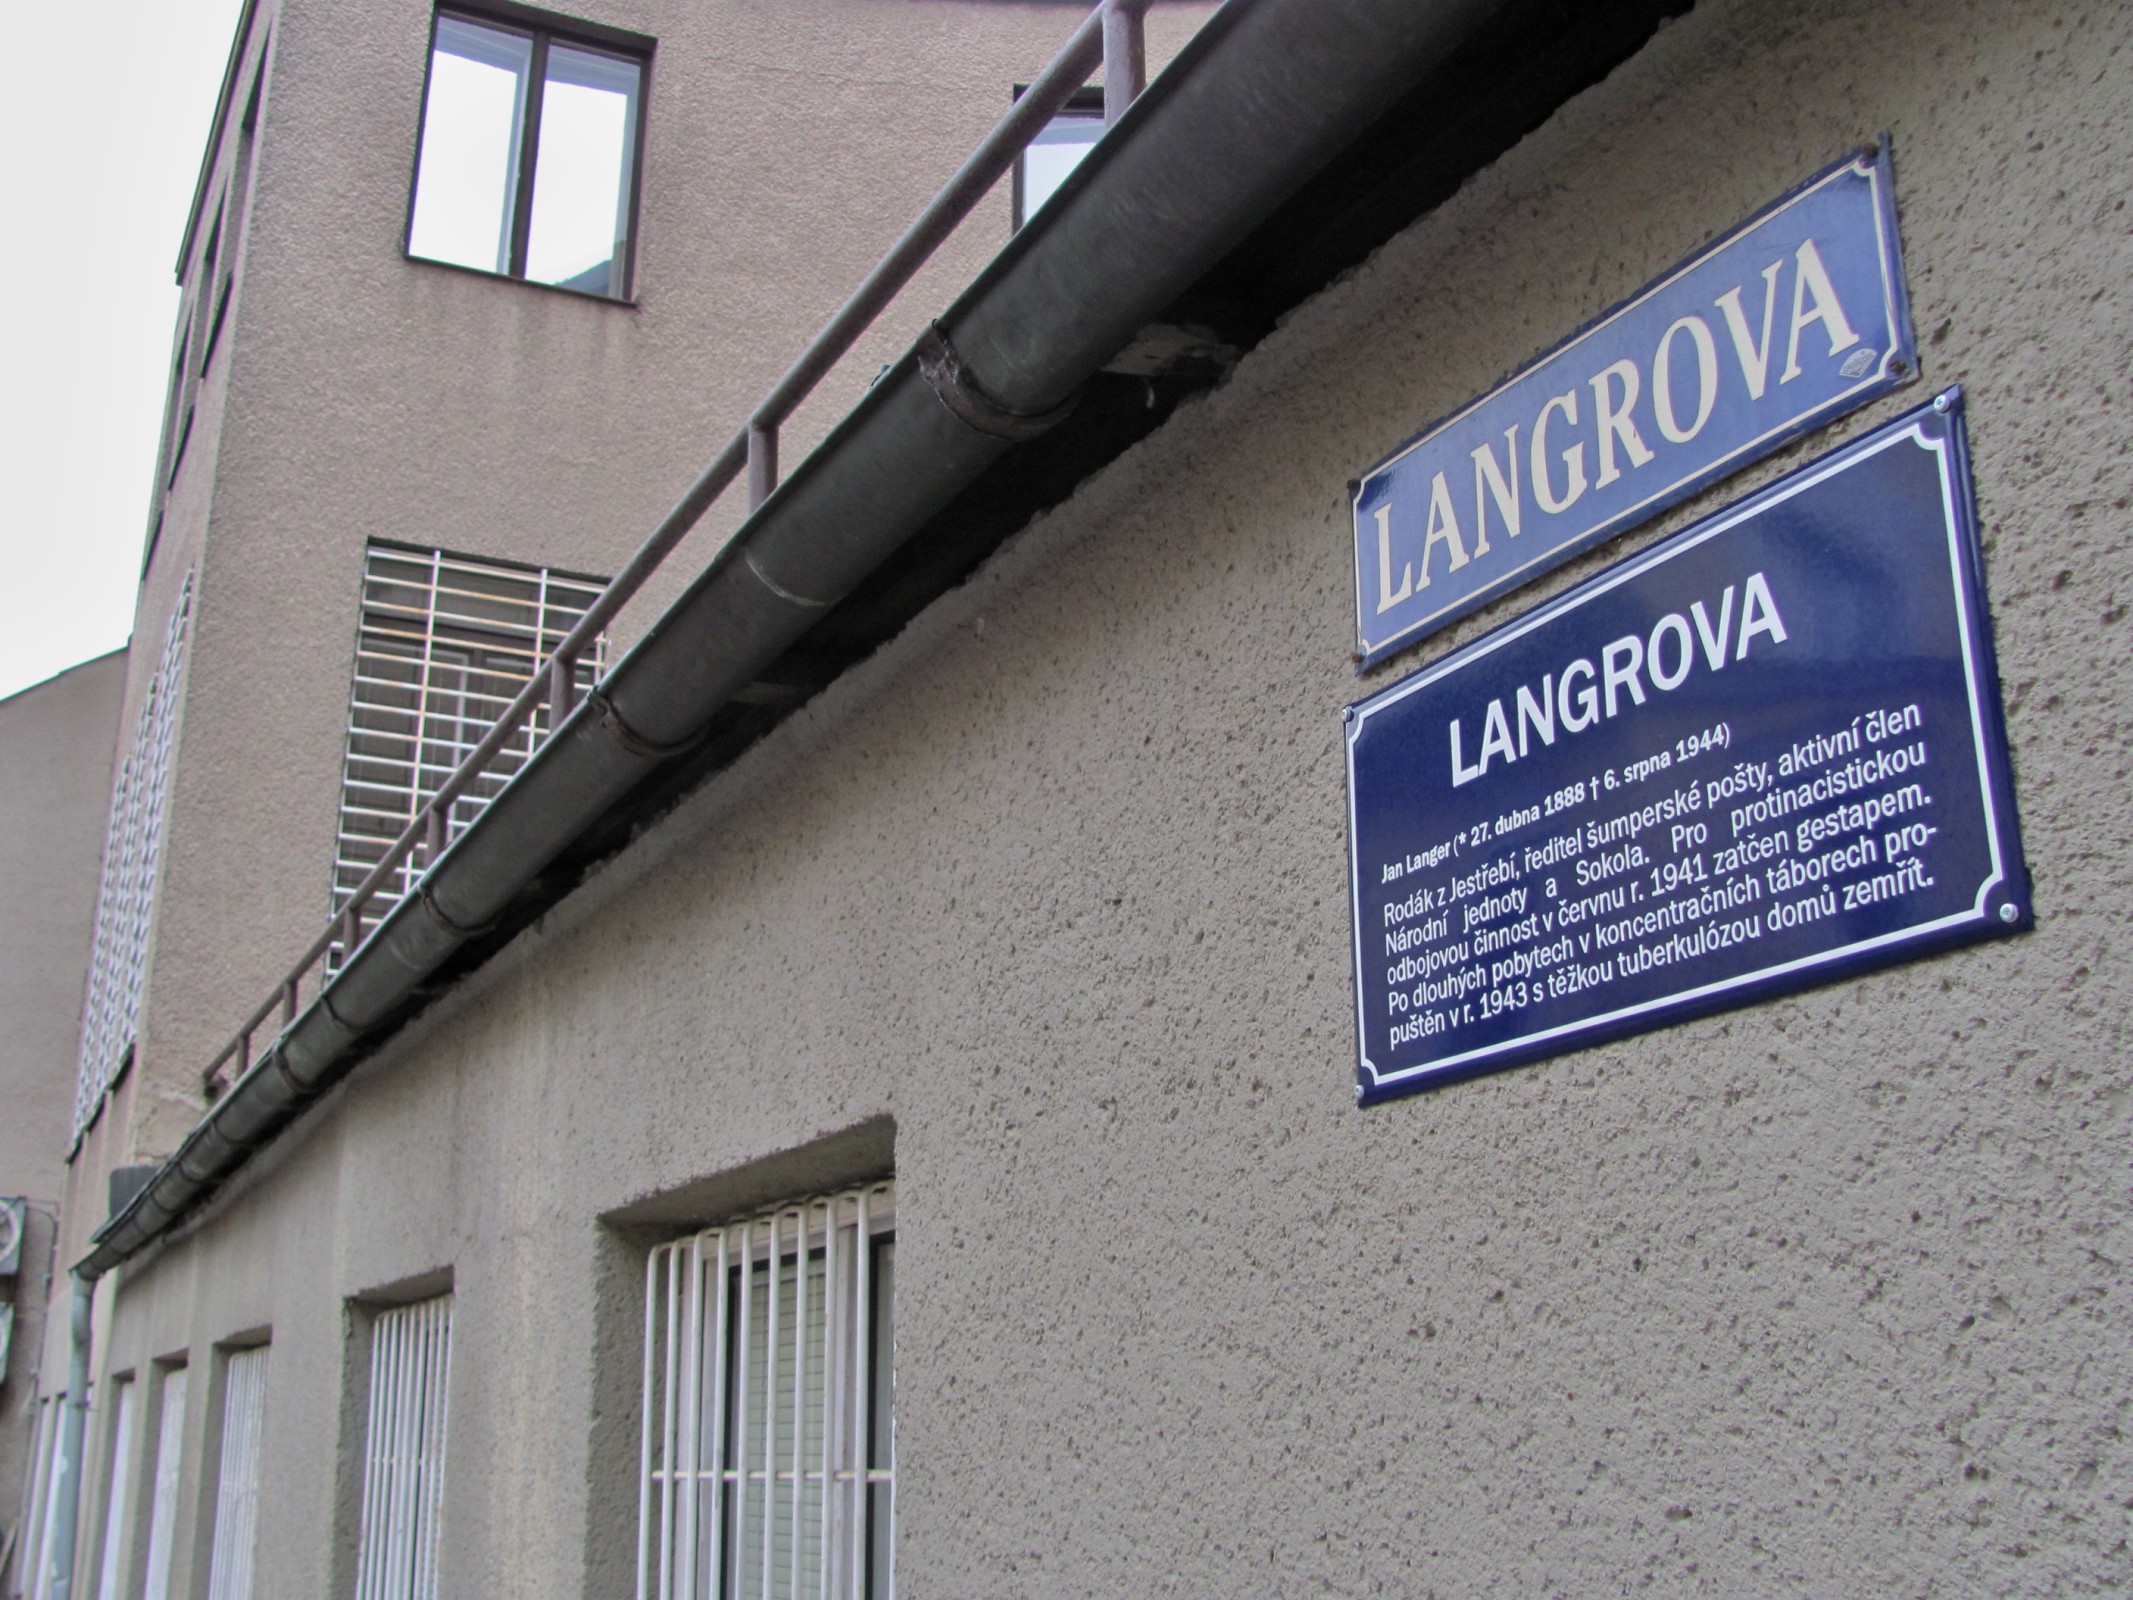 LANGROVA
LANGROVA
Jan Langer (* 27. dubna 1888 † 6. srpna 1944)
Rodák z Jestřebí, ředitel šumperské pošty, aktivní člen
Národní jednoty a Sokola. Pro protinacistickou
odbojovou činnost v červnu r. 1941 zatčen gestapem.
Po dlouhých pobytech v koncentračních táborech pro-
puštěn v r. 1943 s těžkou tuberkulózou domů zemřít.